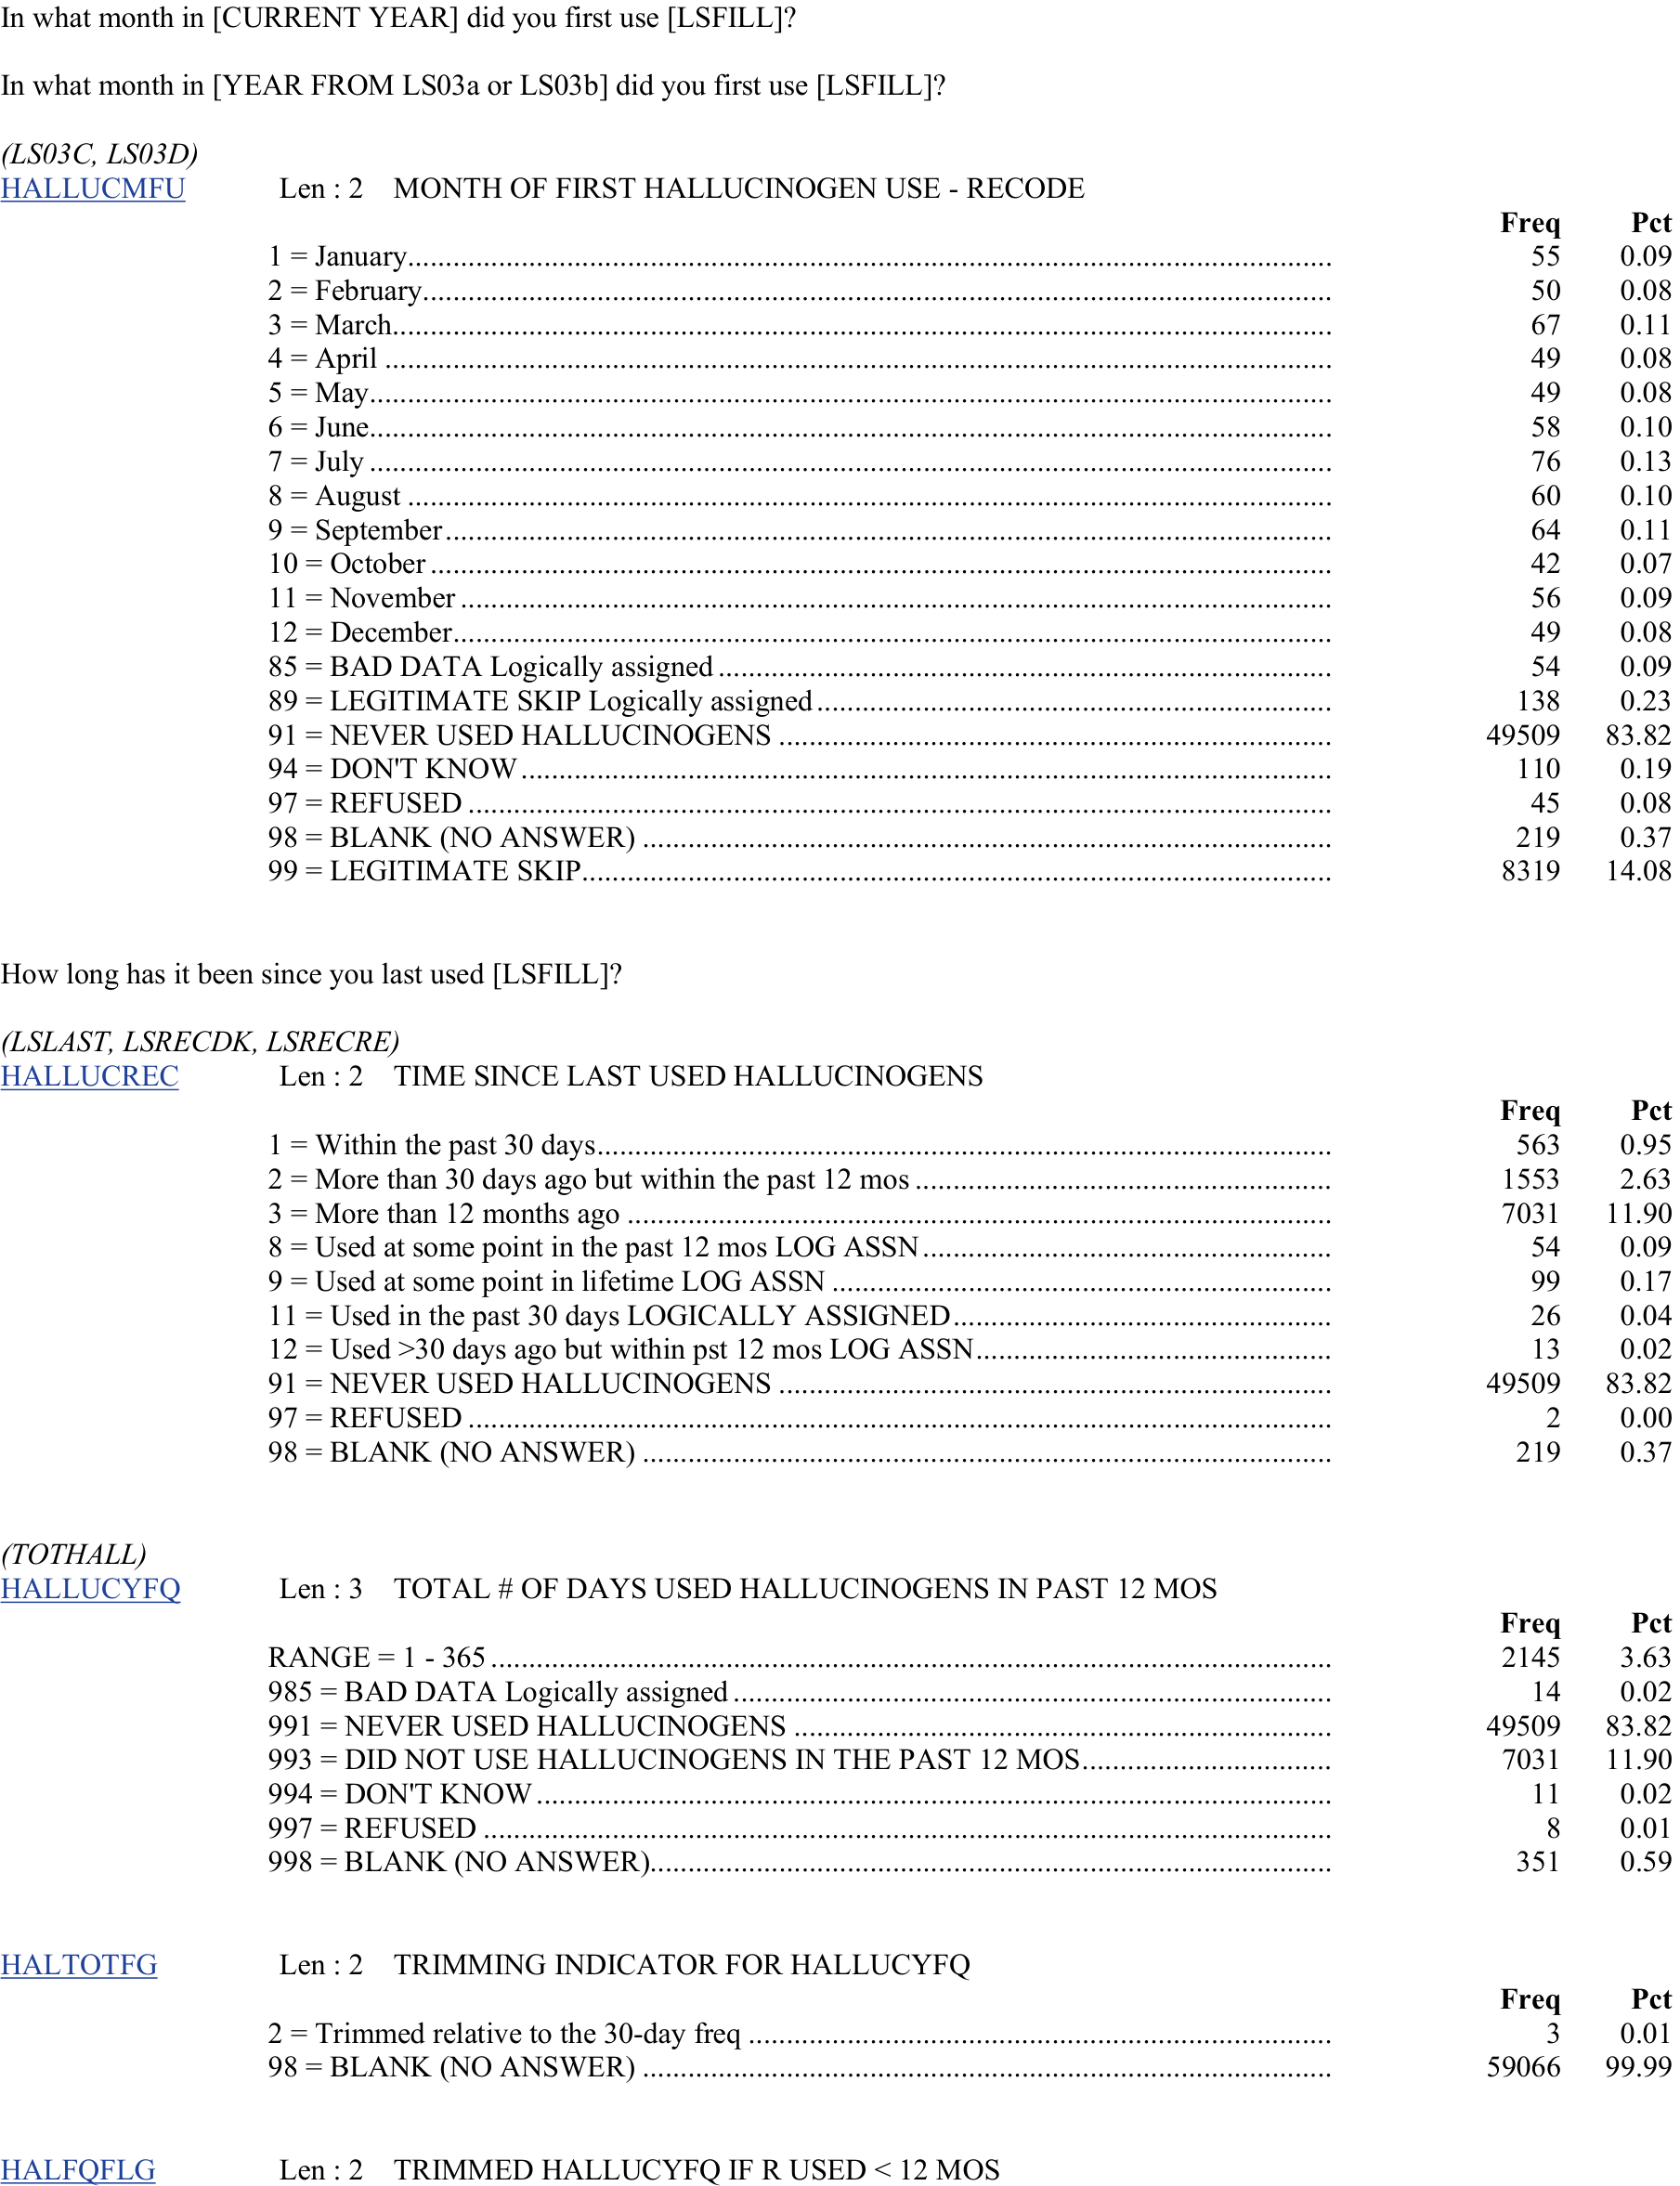 In what month in [CURRENT YEAR] did you first use [LSFILL]?
In what month in [YEAR FROM LS03a or LS03b] did you first use [LSFILL]?
(LS03C, LS03D)
HALLUCMFU Len : 2 MONTH OF FIRST HALLUCINOGEN USE - RECODE
Freq Pct
1 = January 55 0.09
2 = February 50 0.08
3 = March 67 0.11
4 = April 49 0.08
5 = May 49 0.08
6 = June 58 0.10
7 = July 76 0.13
8 = August 60 0.10
9 = September 64 0.11
10 = October 42 0.07
11 = November 56 0.09
12 = December 49 0.08
85 = BAD DATA Logically assigned 54 0.09
89 = LEGITIMATE SKIP Logically assigned 138 0.23
91 = NEVER USED HALLUCINOGENS 49509 83.82
94 = DON'T KNOW 110 0.19
97 = REFUSED 45 0.08
98 = BLANK (NO ANSWER) 219 0.37
99 = LEGITIMATE SKIP 8319 14.08
How long has it been since you last used [LSFILL]?
(LSLAST, LSRECDK, LSRECRE)
HALLUCREC Len : 2 TIME SINCE LAST USED HALLUCINOGENS
Freq Pct
1 = Within the past 30 days 563 0.95
2 = More than 30 days ago but within the past 12 mos 1553 2.63
3 = More than 12 months ago 7031 11.90
8 = Used at some point in the past 12 mos LOG ASSN 54 0.09
9 = Used at some point in lifetime LOG ASSN 99 0.17
11 = Used in the past 30 days LOGICALLY ASSIGNED 26 0.04
12 = Used >30 days ago but within pst 12 mos LOG ASSN 13 0.02
91 = NEVER USED HALLUCINOGENS 49509 83.82
97 = REFUSED 2 0.00
98 = BLANK (NO ANSWER) 219 0.37
(TOTHALL)
HALLUCYFQ Len : 3 TOTAL # OF DAYS USED HALLUCINOGENS IN PAST 12 MOS
Freq Pct
RANGE = 1 - 365 2145 3.63
985 = BAD DATA Logically assigned 14 0.02
991 = NEVER USED HALLUCINOGENS 49509 83.82
993 = DID NOT USE HALLUCINOGENS IN THE PAST 12 MOS 7031 11.90
994 = DON'T KNOW 11 0.02
997 = REFUSED 8 0.01
998 = BLANK (NO ANSWER) 351 0.59
HALTOTFG Len : 2 TRIMMING INDICATOR FOR HALLUCYFQ
Freq Pct
2 = Trimmed relative to the 30-day freq 3 0.01
98 = BLANK (NO ANSWER) 59066 99.99
HALFQFLG Len : 2 TRIMMED HALLUCYFQ IF R USED < 12 MOS